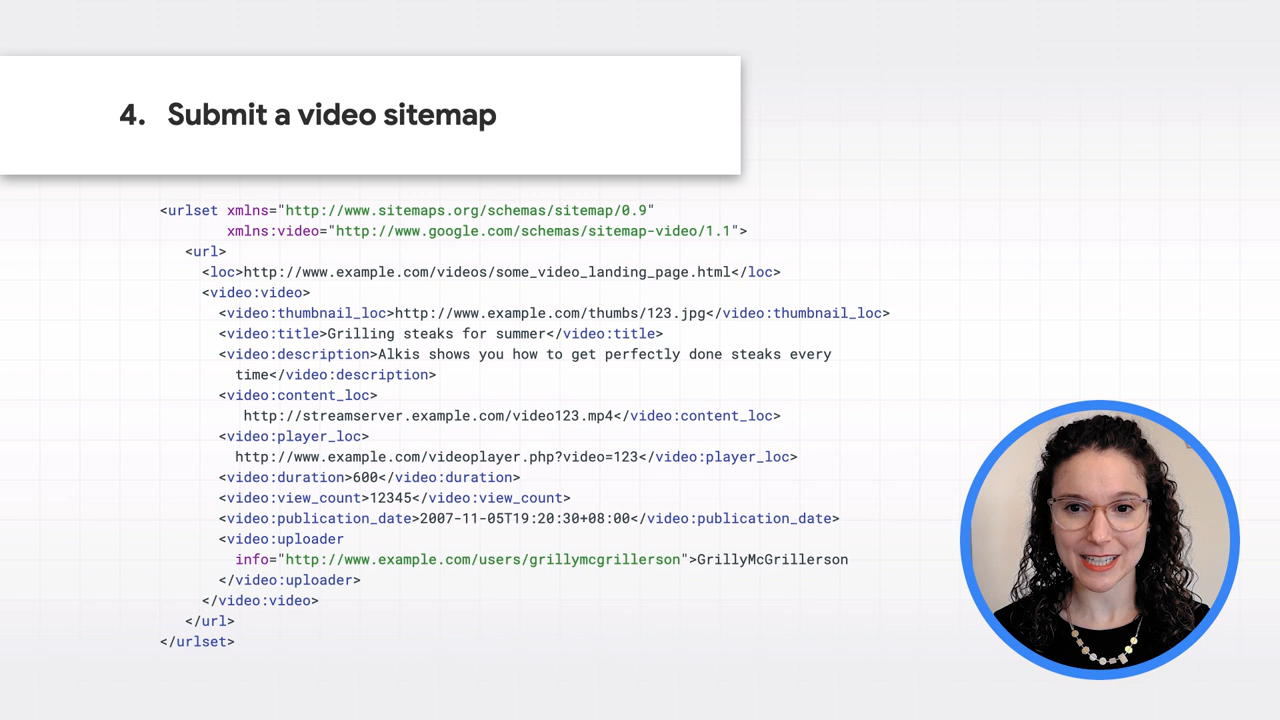 4. Submit a video sitemap
<urlset xmlns="http://www.sitemaps.org/schemas/sitemap/0.9"
xmlns:video="http://www.google.com/schemas/sitemap-video/1.1">
<url>
<loc>http://www.example.com/videos/some_video_landing_page.html</loc>
<video:video>
<video:thumbnail_loc>http://www.example.com/thumbs/123.jpg</video:thumbnail_loc>
<video:title>Grilling steaks for summer</video:title>
<video:description>Alkis shows you how to get perfectly done steaks every
time</video:description>
<video:content_loc>
http://streamserver.example.com/video123.mp4</video:content_loc>
<video:player_loc>
http://www.example.com/videoplayer.php?video=123</video:player_loc>
<video:duration>600</video:duration>
<video:view_count>12345</video:view_count>
<video:publication_date>2007-11-05T19:20:30+08:00</video:publication_date>
<video:uploader
info="http://www.example.com/users/grillymcgrillerson">GrillyMcGrillerson
</video:uploader>
</video:video>
</url>
</urlset>